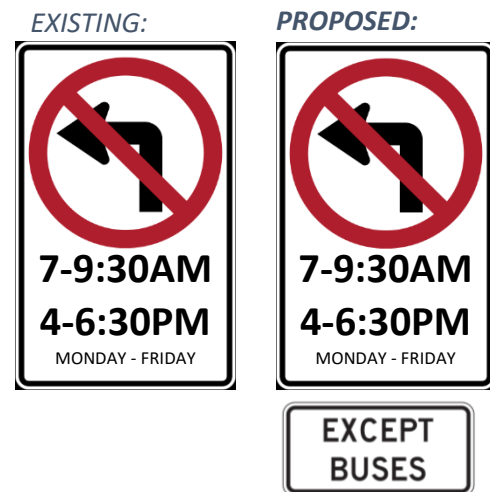 EXISTING:
7-9:30AM
4-6:30PM
MONDAY - FRIDAY
PROPOSED:
7-9:30AM
4-6:30PM
MONDAY - FRIDAY
EXCEPT
BUSES